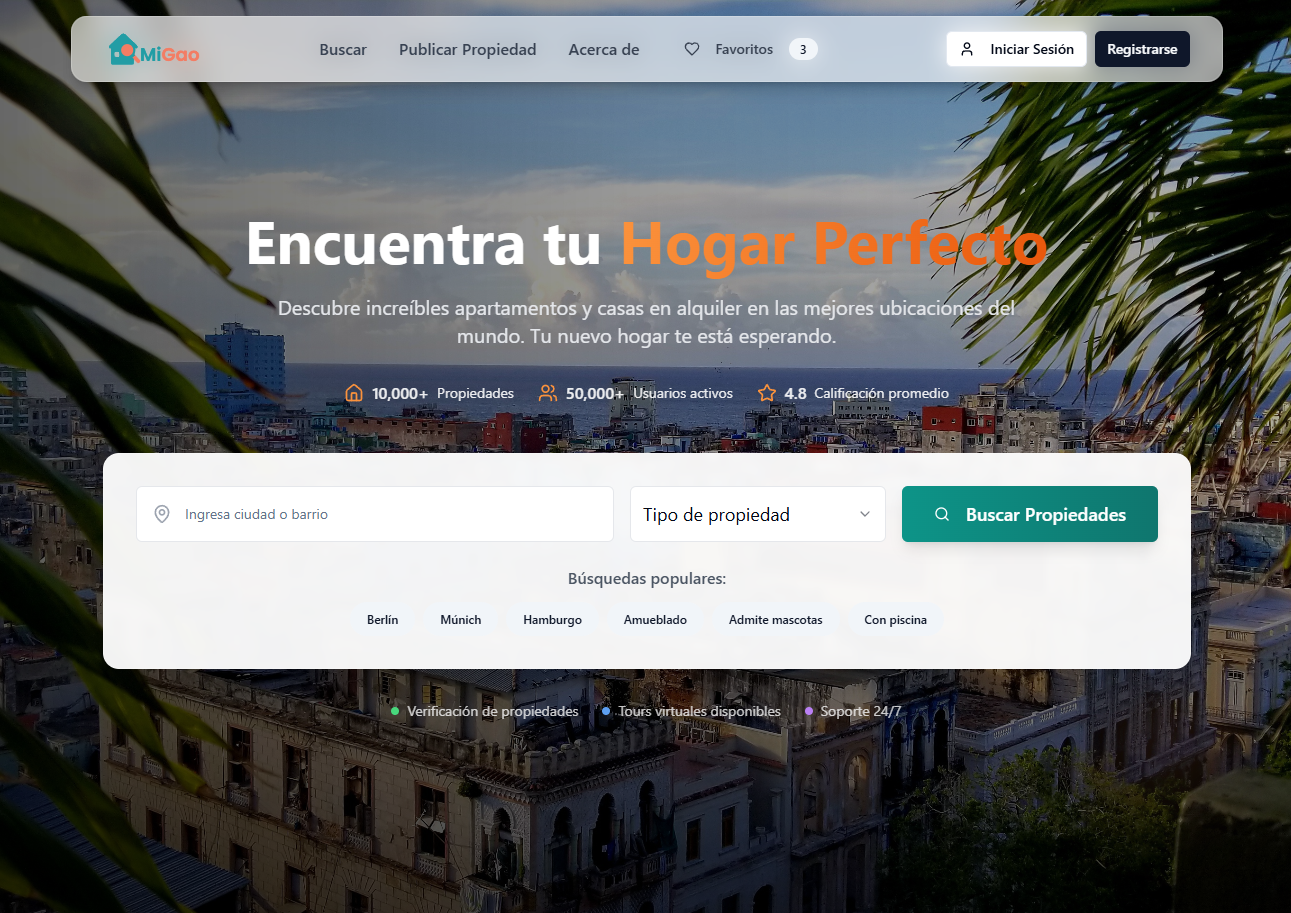 MiGao
Buscar
Publicar Propiedad
Acerca de
Favoritos 3
Iniciar Sesión
Registrarse
Encuentra tu Hogar Perfecto
Descubre increíbles apartamentos y casas en alquiler en las mejores ubicaciones del
mundo. Tu nuevo hogar te está esperando.
10,000+ Propiedades
50,000+ Usuarios activos
4.8 Calificación promedio
Ingresa ciudad o barrio
Tipo de propiedad
Buscar Propiedades
Búsquedas populares:
Berlín
Múnich
Hamburgo
Amueblado
Admite mascotas
Con piscina
Verificación de propiedades
Tours virtuales disponibles
Soporte 24/7